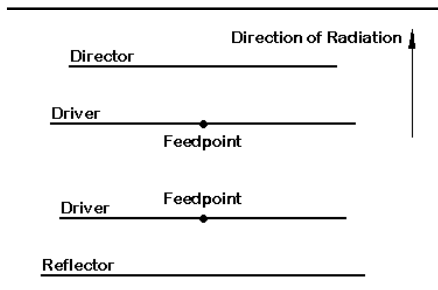 Direction of Radiation
Director
Driver
Feedpoint
Feedpoint
Driver
Reflector